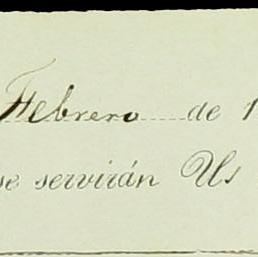 Febrero de 1
se servirán Us